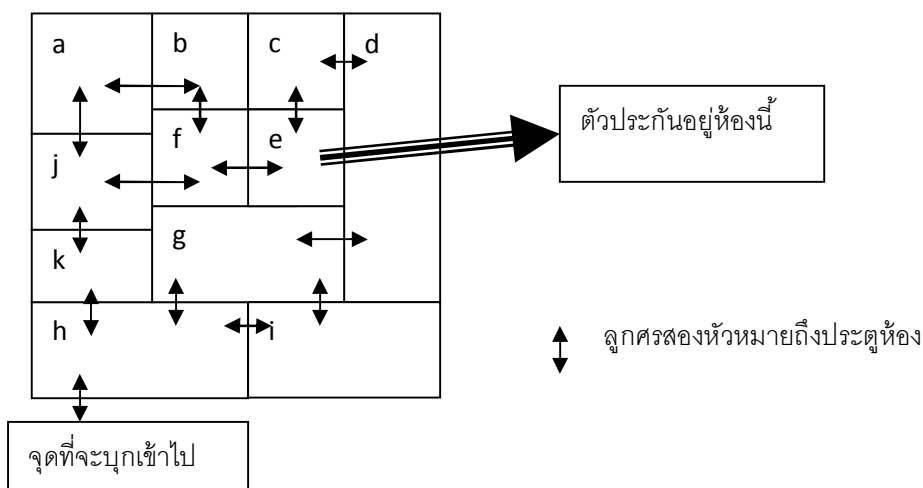 a b c d
ตัวประกันอยู่ห้องนี้
f e
j
g
k
h i
ลูกศรสองหัวหมายถึงประตูห้อง
จุดที่จะบุกเข้าไป